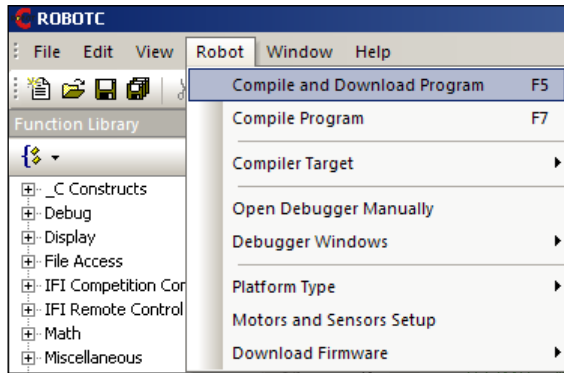 ROBOTC
File Edit View Robot Window Help
Compile and Download Program F5
Function Library
Compile Program F7
Compiler Target
_C Constructs
Debug
Open Debugger Manually
Display
Debugger Windows
File Access
IFI Competition Cor
Platform Type
IFI Remote Control
Motors and Sensors Setup
Math
Miscellaneous
Download Firmware